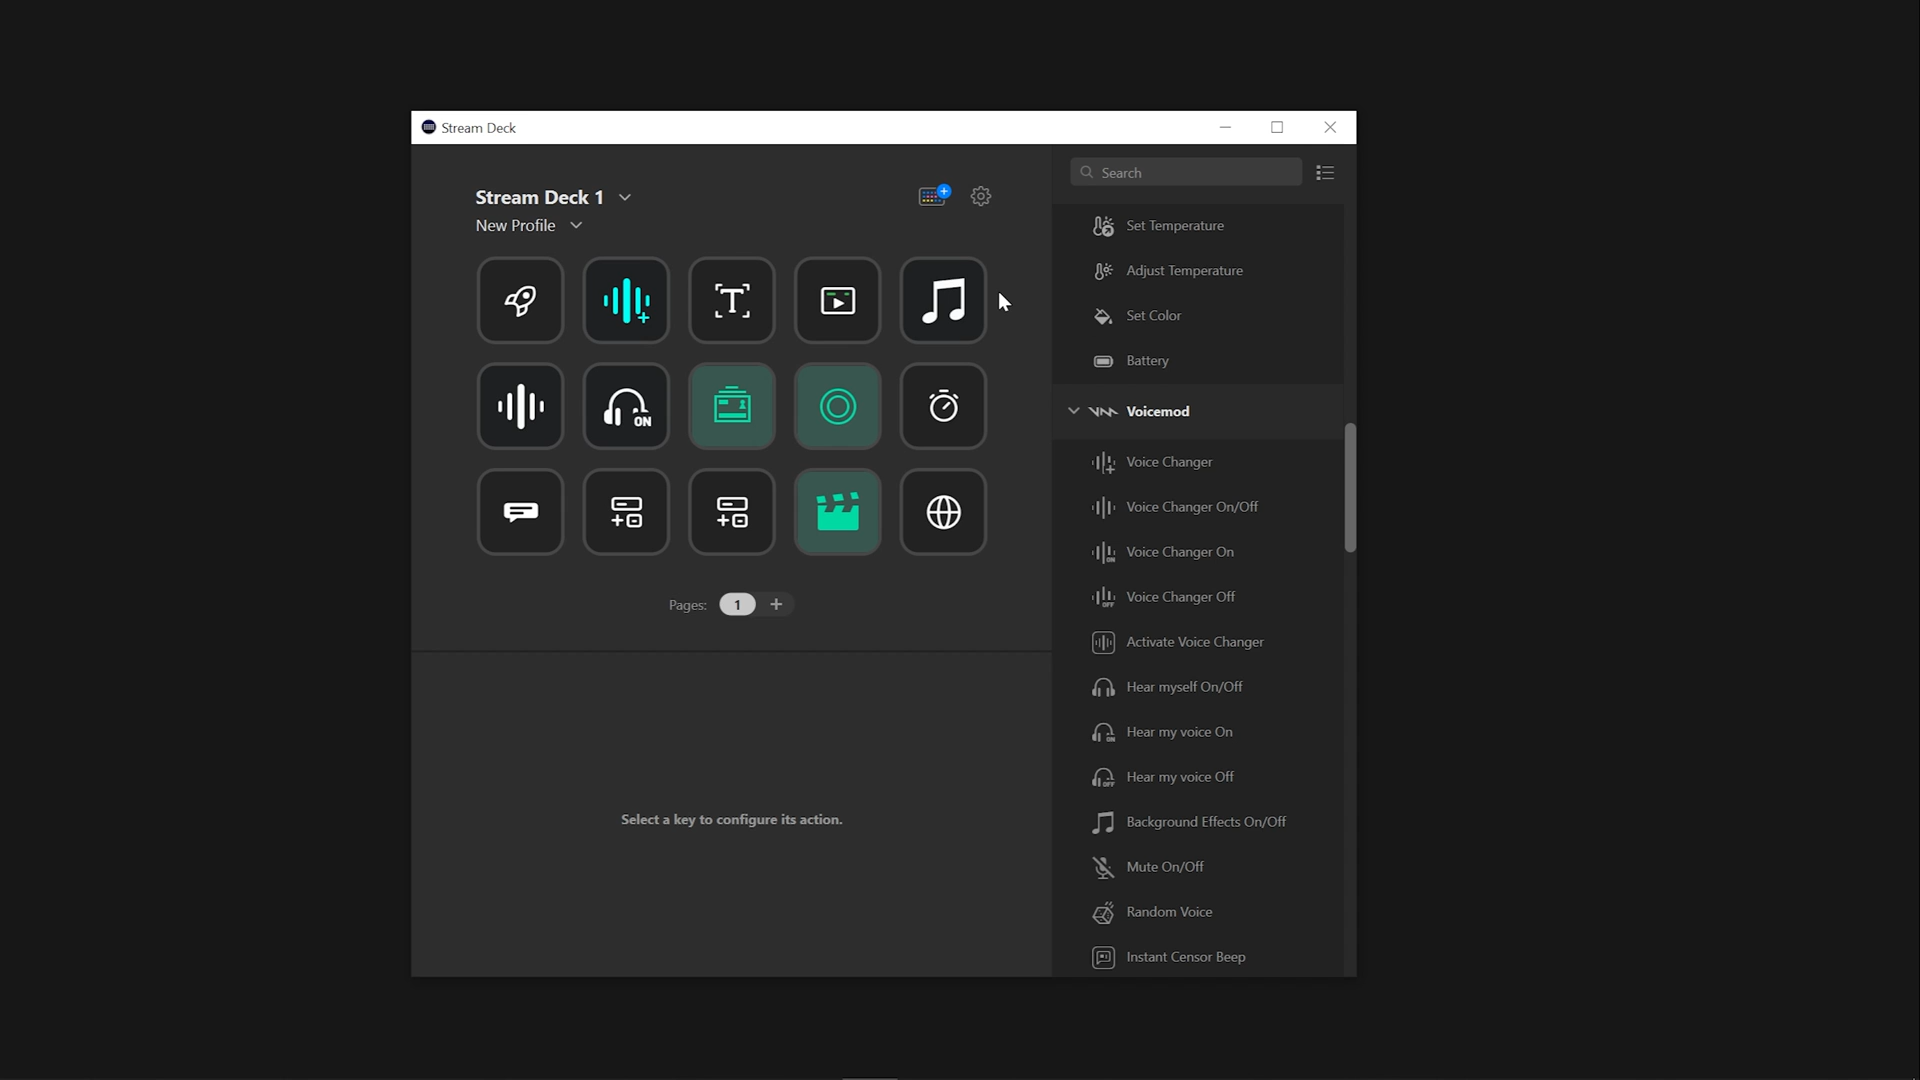 Stream Deck
Stream Deck 1
New Profile
T
ON
Pages: 1 +
Select a key to configure its action.
Search
Set Temperature
Adjust Temperature
Set Color
Battery
Voicemod
Voice Changer
Voice Changer On/Off
Voice Changer On
Voice Changer Off
Activate Voice Changer
Hear myself On/Off
Hear my voice On
Hear my voice Off
Background Effects On/Off
Mute On/Off
Random Voice
Instant Censor Beep